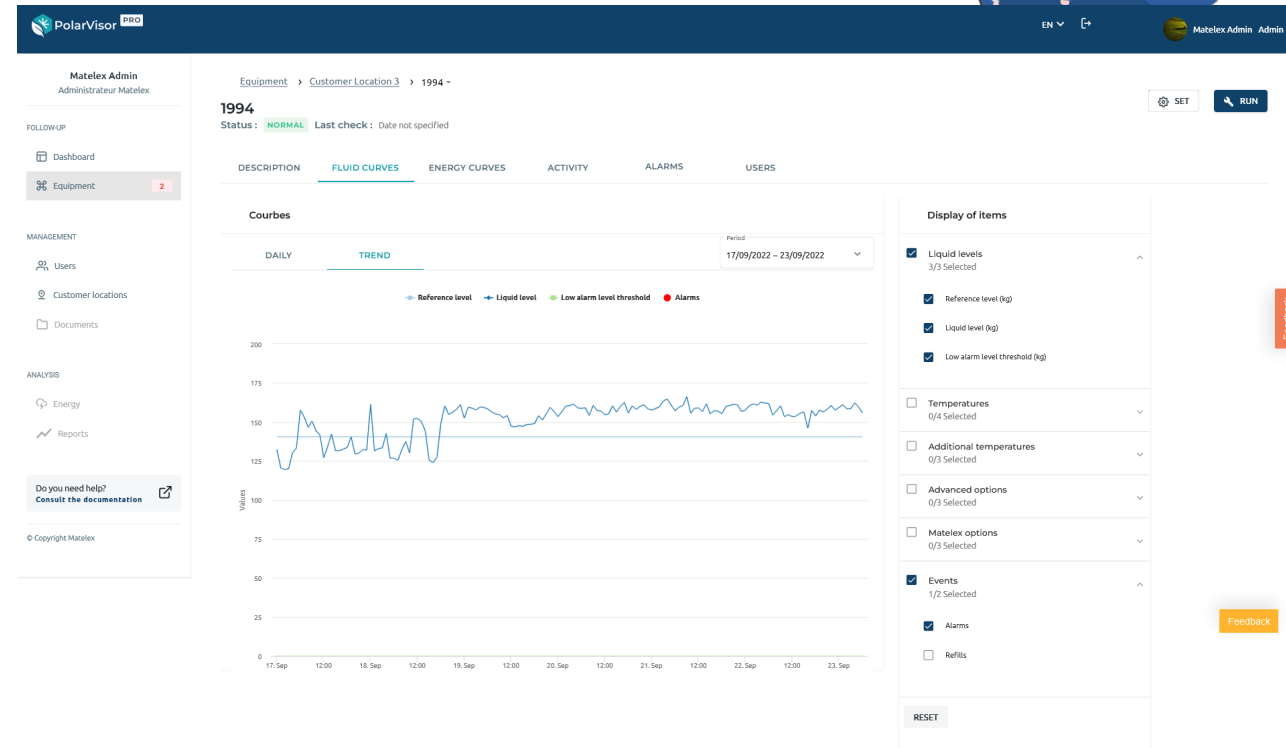 PolarVisor PRO
EN
Matelex Admin Admin
Matelex Admin
Administrateur Matelex
FOLLOW-UP
Dashboard
Equipment 2
MANAGEMENT
Users
Customer locations
Documents
ANALYSIS
Energy
Reports
Do you need help?
Consult the documentation
© Copyright Matelex
Equipment › Customer Location 3 › 1994
1994
Status : NORMAL Last check : Date not specified
SET RUN
DESCRIPTION FLUID CURVES ENERGY CURVES ACTIVITY ALARMS USERS
Courbes
DAILY TREND
Period
17/09/2022 – 23/09/2022
Reference level Liquid level Low alarm level threshold Alarms
Values
200
175
150
125
100
75
50
25
0
17. Sep 12:00 18. Sep 12:00 19. Sep 12:00 20. Sep 12:00 21. Sep 12:00 22. Sep 12:00 23. Sep
Display of items
Liquid levels
3/3 Selected
Reference level (kg)
Liquid level (kg)
Low alarm level threshold (kg)
Temperatures
0/4 Selected
Additional temperatures
0/3 Selected
Advanced options
0/3 Selected
Matelex options
0/3 Selected
Events
1/2 Selected
Alarms
Refills
RESET
Feedback